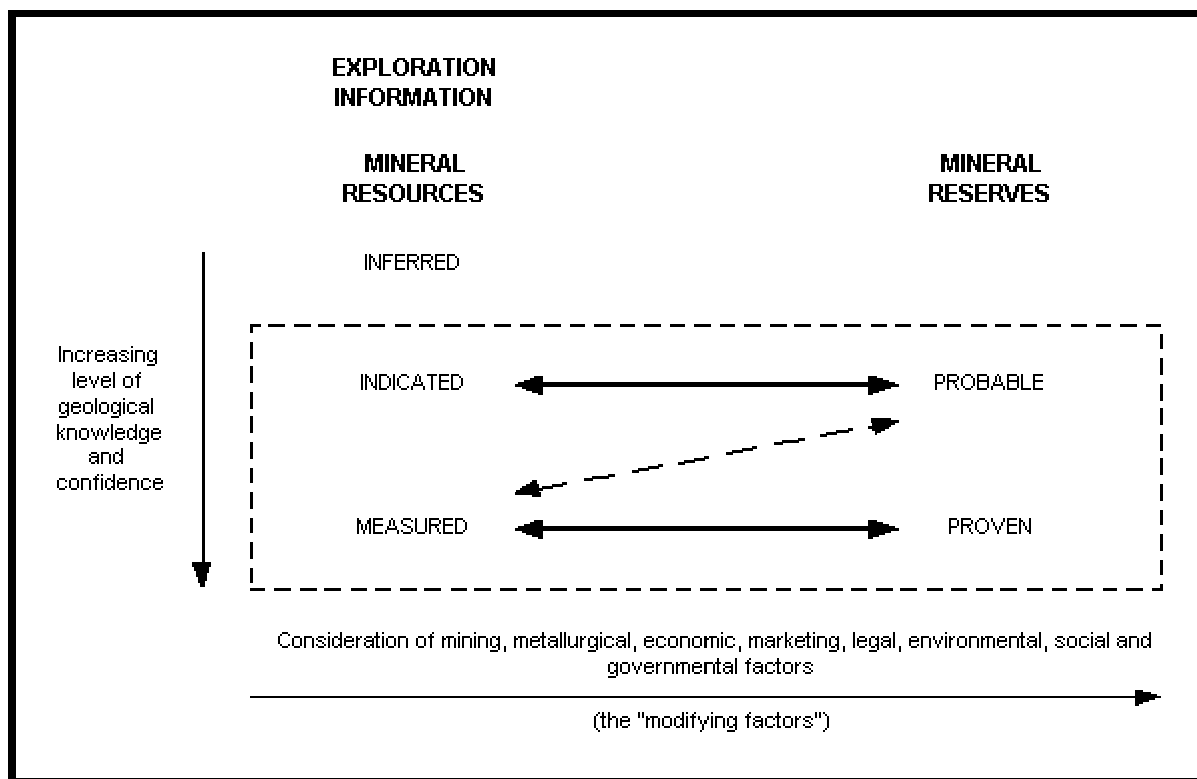 EXPLORATION
INFORMATION
MINERAL
RESOURCES
MINERAL
RESERVES
INFERRED
Increasing
level of
geological
knowledge
and
confidence
INDICATED
PROBABLE
MEASURED
PROVEN
Consideration of mining, metallurgical, economic, marketing, legal, environmental, social and
governmental factors
(the "modifying factors")